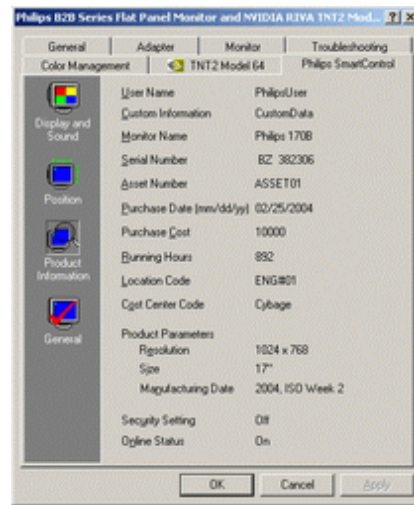 Philips B2B Series Flat Panel Monitor and NVIDIA RIVA TNT2 Mod... ? X
General Adapter Monitor Troubleshooting
Color Management TNT2 Model 64 Philips SmartControl
Display and Sound
Position
Product Information
General
User Name PhilipsUser
Custom Information CustomData
Monitor Name Philips 170B
Serial Number BZ 382306
Asset Number ASSET01
Purchase Date (mm/dd/yy) 02/25/2004
Purchase Cost 10000
Running Hours 892
Location Code ENG#01
Cost Center Code Cybage
Product Parameters
Resolution 1024 x 768
Size 17"
Manufacturing Date 2004, ISO Week 2
Security Setting Off
Online Status On
OK Cancel Apply